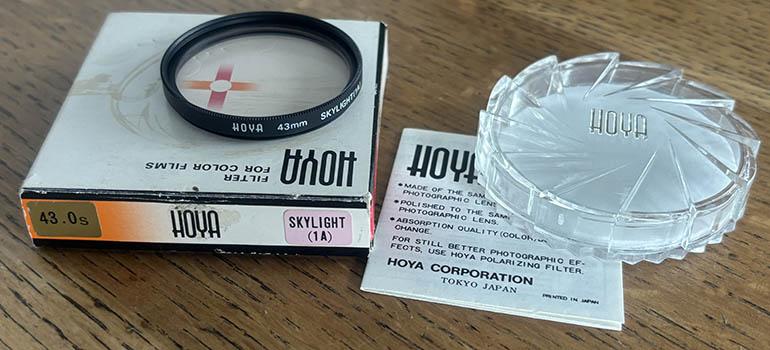 HOYA 43mm SKYLIGHT(1A)
HOYA
FILTER
FOR COLOR FILMS
43.0s
HOYA
SKYLIGHT
(1A)
HOYA
•MADE OF THE SAM
PHOTOGRAPHIC LENS
•POLISHED TO THE SAM
PHOTOGRAPHIC LENS.
•ABSORPTION QUALITY (COLOR/
CHANGE.
FOR STILL BETTER PHOTOGRAPHIC EF-
FECTS, USE HOYA POLARIZING FILTER.
HOYA CORPORATION
TOKYO JAPAN
PRINTED IN JAPAN
HOYA